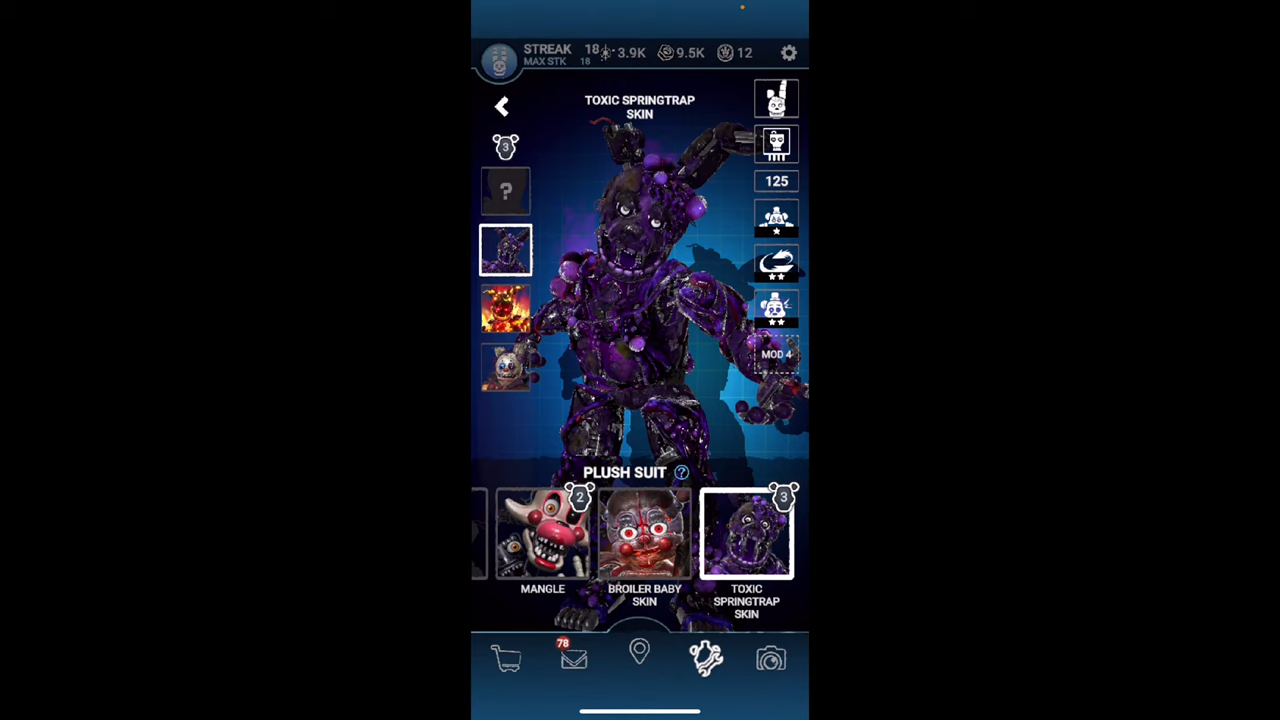 STREAK 18 3.9K 9.5K 12
MAX STK 18
TOXIC SPRINGTRAP
SKIN
3
?
125
MOD 4
PLUSH SUIT ?
2
3
MANGLE
BROILER BABY
SKIN
TOXIC
SPRINGTRAP
SKIN
78